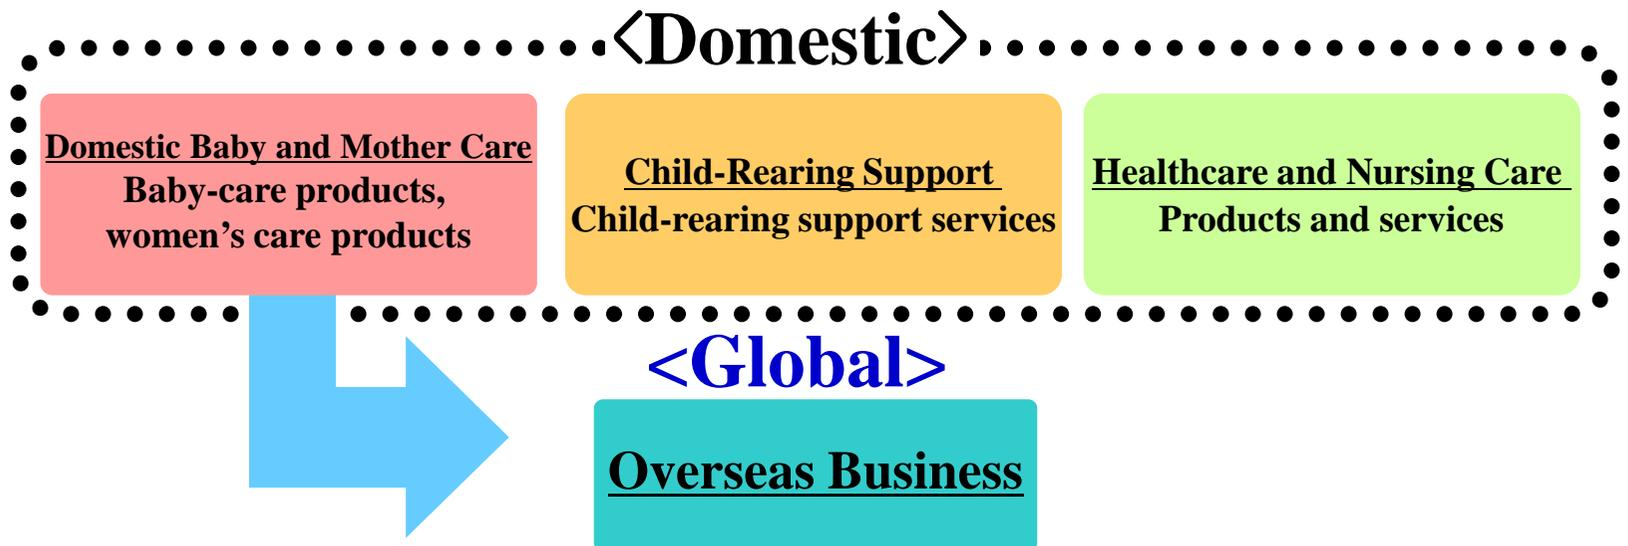 <Domestic>
Domestic Baby and Mother Care
Baby-care products,
women’s care products
Child-Rearing Support
Child-rearing support services
Healthcare and Nursing Care
Products and services
<Global>
Overseas Business